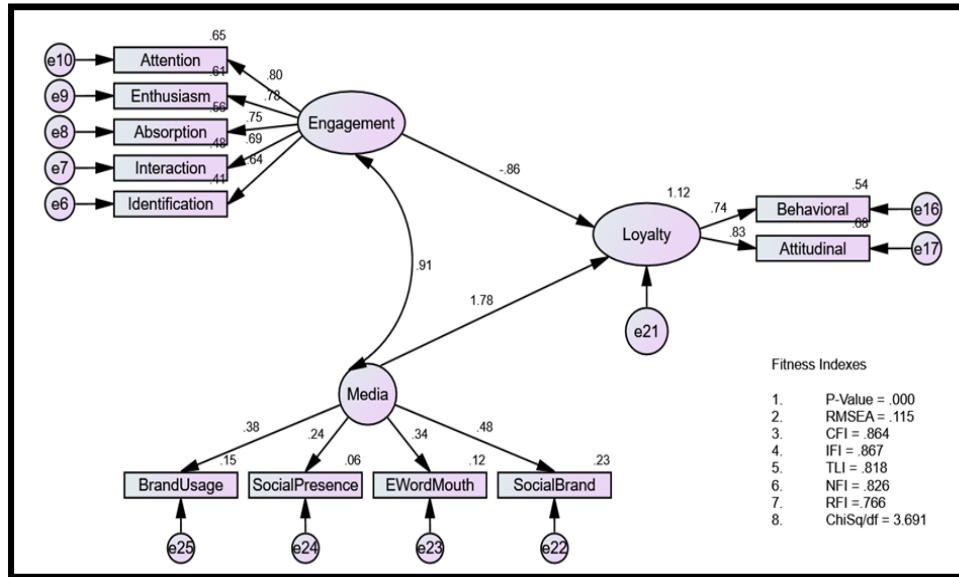 .65
e10 Attention
.61
.80
e9 Enthusiasm
.78
.56
e8 Absorption
.75
Engagement
.48
.69
e7 Interaction
.64
.41
e6 Identification
-.86
1.12
.54
.74
Behavioral e16
.68
Loyalty
.83
Attitudinal e17
.91
1.78
e21
Fitness Indexes
Media
1. P-Value = .000
2. RMSEA = .115
3. CFI = .864
4. IFI = .867
5. TLI = .818
6. NFI = .826
7. RFI =.766
8. ChiSq/df = 3.691
.38 .24 .34 .48
.15 .06 .12 .23
BrandUsage SocialPresence EWordMouth SocialBrand
e25 e24 e23 e22